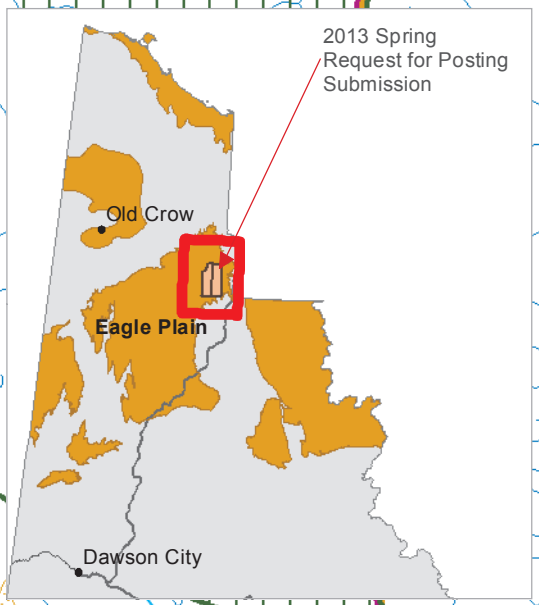 2013 Spring
Request for Posting
Submission
Old Crow
Eagle Plain
Dawson City